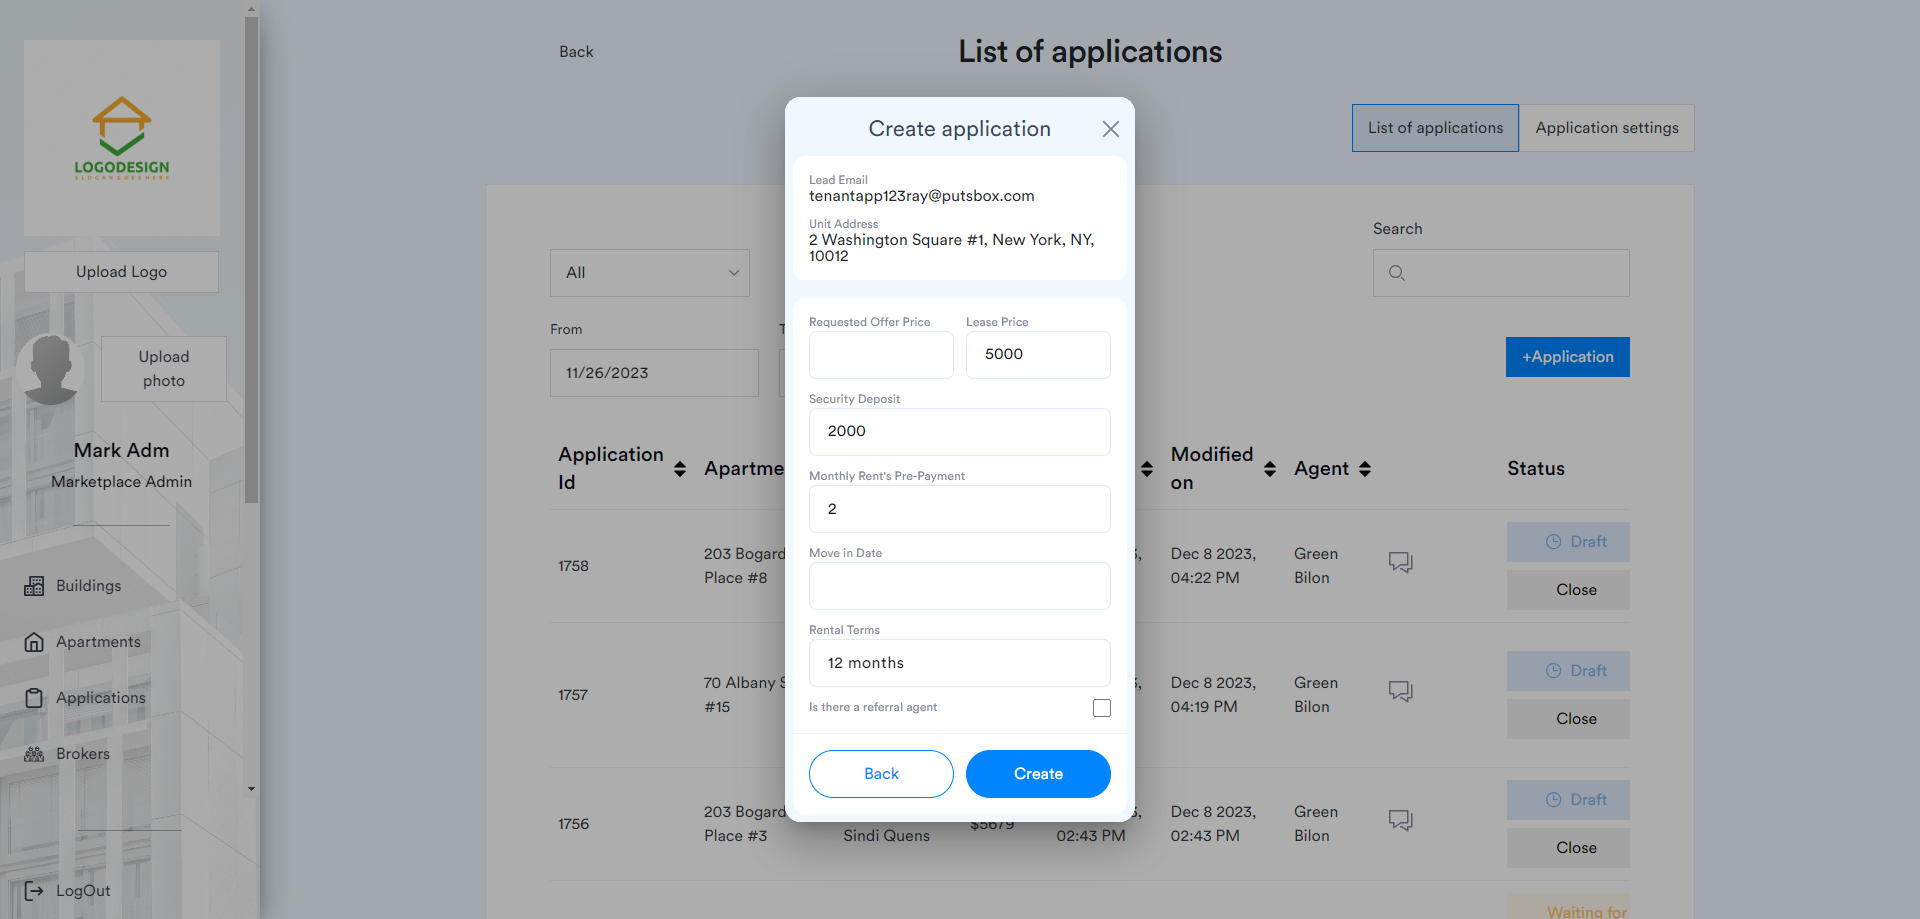 LOGODESIGN
SLOGAN GOES HERE
Upload Logo
Upload
photo
Mark Adm
Marketplace Admin
Buildings
Apartments
Applications
Brokers
LogOut
Back
List of applications
List of applications
Application settings
All
Search
From
11/26/2023
+Application
Application
Id
Modified
on
Agent
Status
1758
203
Place #8
Dec 8 2023,
04:22 PM
Green
Bilon
Draft
Close
1757
70 Albany
#15
Dec 8 2023,
04:19 PM
Green
Bilon
Draft
Close
1756
203
Place #3
Sindi Quens
$5679
02:43 PM
Dec 8 2023,
02:43 PM
Green
Bilon
Draft
Close
Waiting for
Create application
Lead Email
tenantapp123ray@putsbox.com
Unit Address
2 Washington Square #1, New York, NY,
10012
Requested Offer Price
Lease Price
5000
Security Deposit
2000
Monthly Rent's Pre-Payment
2
Move in Date
Rental Terms
12 months
Is there a referral agent
Back
Create